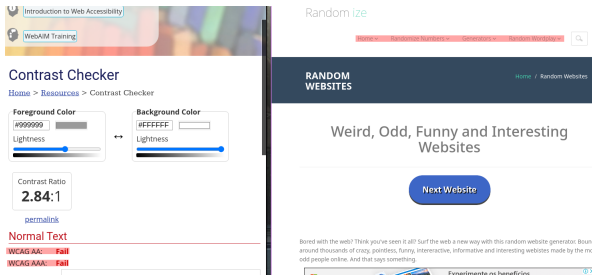 Introduction to Web Accessibility
WebAIM Training
Contrast Checker
Home > Resources > Contrast Checker
Foreground Color
#999999
Lightness
↔
Background Color
#FFFFFF
Lightness
Contrast Ratio
2.84:1
permalink
Normal Text
WCAG AA: Fail
WCAG AAA: Fail
Random ize
Home Randomize Numbers Generators Random Wordplay
RANDOM
WEBSITES
Home / Random Websites
Weird, Odd, Funny and Interesting
Websites
Next Website
Bored with the web? Think you've seen it all? Surf the web a new way with this random website generator. Boun
around thousands of crazy, pointless, funny, intereractive, informative and interesting webistes made by the mo
odd people online. And that says something.
Experimente os benefícios